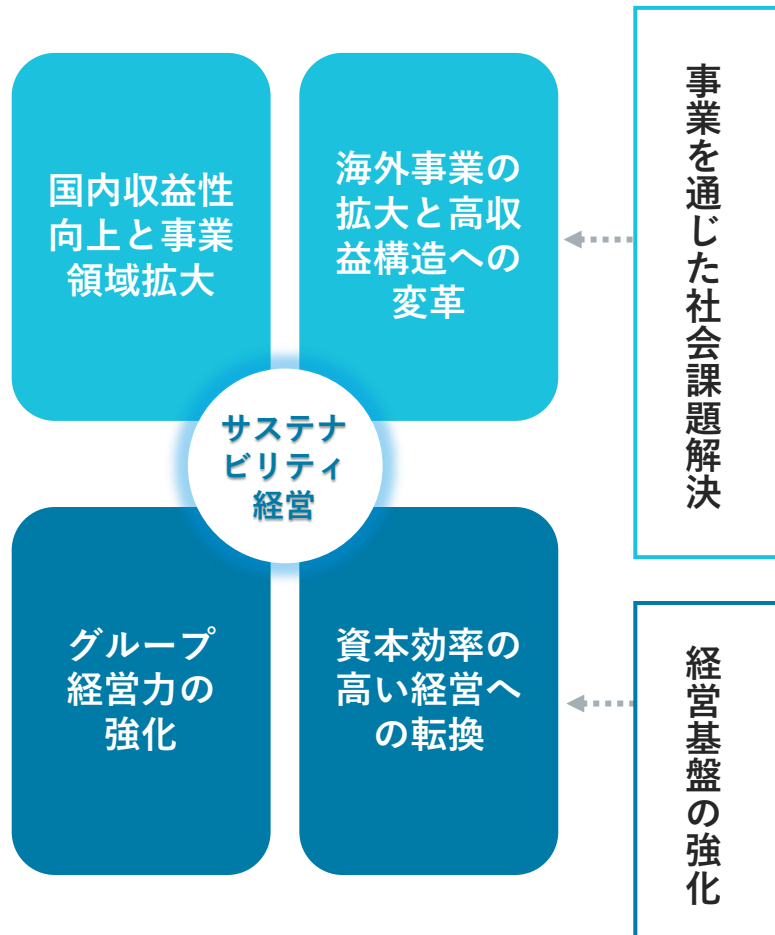 国内収益性
向上と事業
領域拡大
海外事業の
拡大と高収
益構造への
変革
事業を通じた社会課題解決
サステナ
ビリティ
経営
グループ
経営力の
強化
資本効率の
高い経営へ
の転換
経営基盤の強化